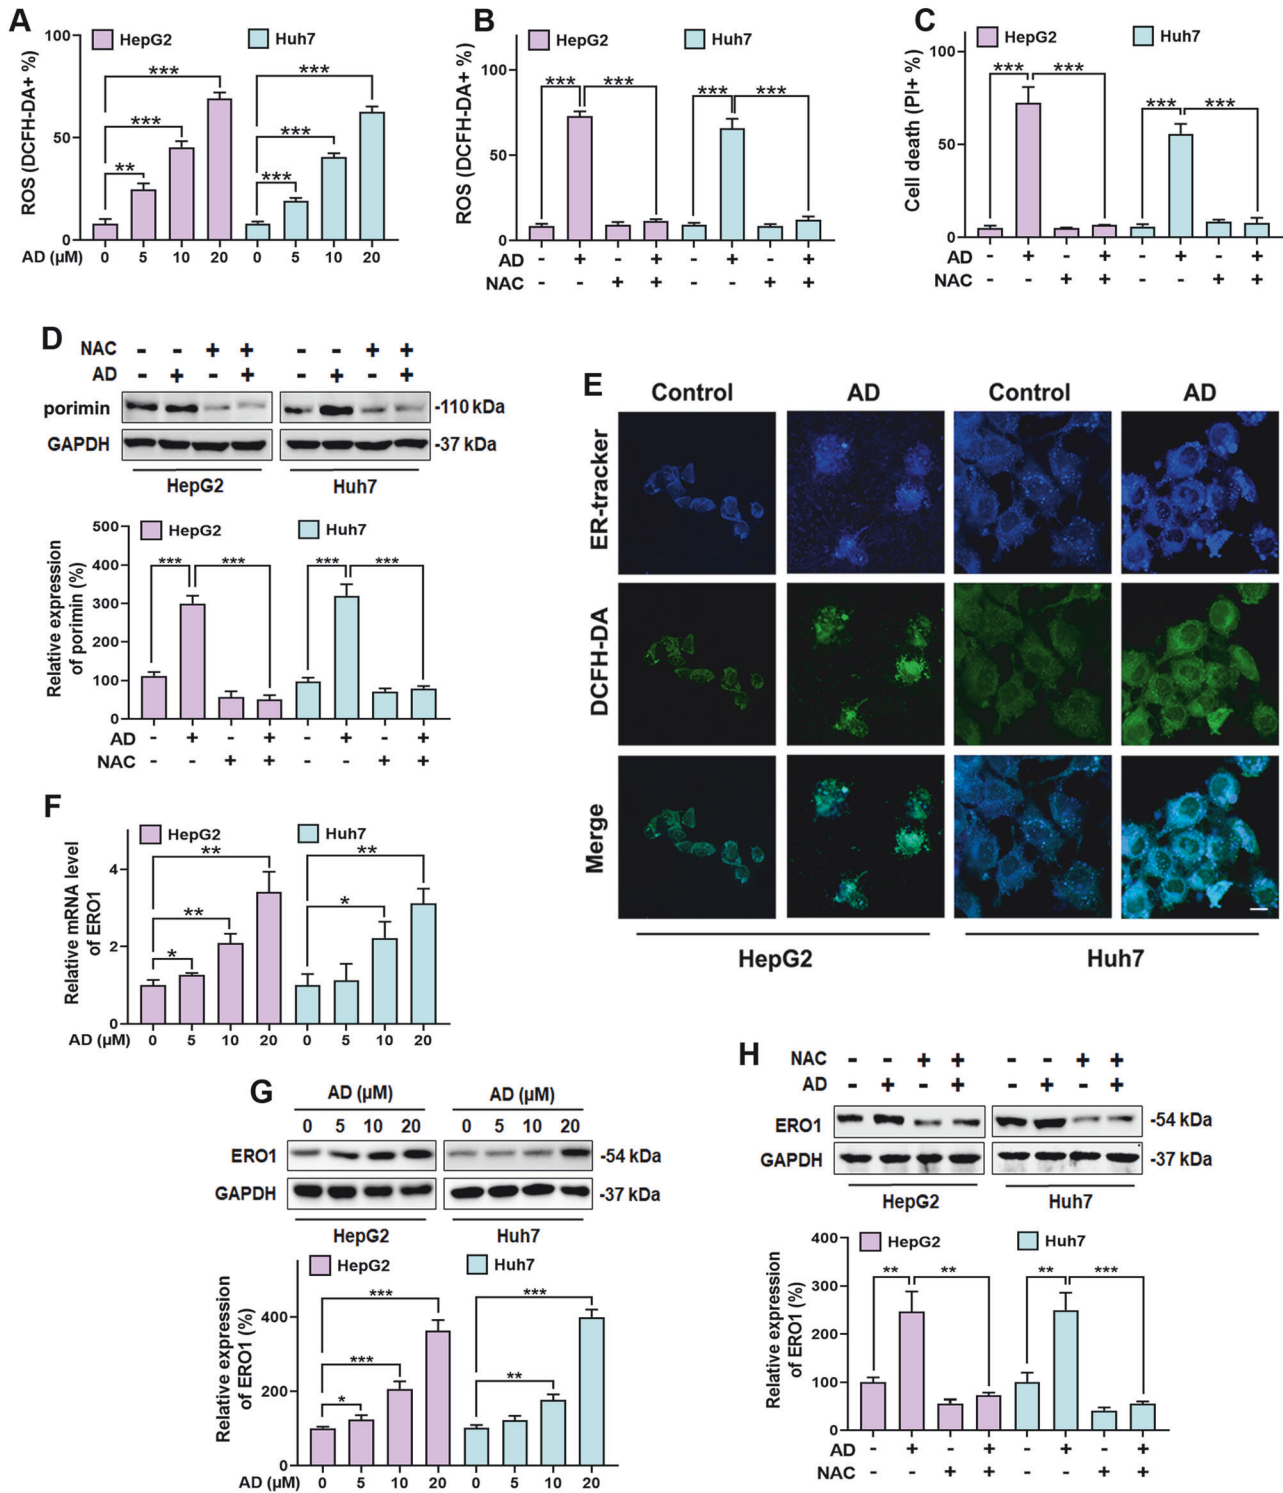 A
HepG2
Huh7
ROS (DCFH-DA+ %)
100
50
0
***
***
**
***
***
***
AD (µM)
0 5 10 20 0 5 10 20
B
HepG2
Huh7
ROS (DCFH-DA+ %)
100
50
0
*** *** *** ***
AD - + - + - + - +
NAC - - + + - - + +
C
HepG2
Huh7
Cell death (PI+ %)
100
50
0
*** *** *** ***
AD - + - + - + - +
NAC - - + + - - + +
D
NAC - - + + - - + +
AD - + - + - + - +
porimin -110 kDa
GAPDH -37 kDa
HepG2 Huh7
HepG2
Huh7
Relative expression
of porimin (%)
500
400
300
200
100
0
*** *** *** ***
AD - + - + - + - +
NAC - - + + - - + +
E
Control AD Control AD
ER-tracker
DCFH-DA
Merge
HepG2 Huh7
F
HepG2
Huh7
Relative mRNA level
of ERO1
4
2
0
**
**
*
**
*
AD (µM) 0 5 10 20 0 5 10 20
G
AD (µM) AD (µM)
0 5 10 20 0 5 10 20
ERO1 -54 kDa
GAPDH -37 kDa
HepG2 Huh7
HepG2
Huh7
Relative expression
of ERO1 (%)
400
200
0
***
***
*
***
**
AD (µM) 0 5 10 20 0 5 10 20
H
NAC - - + + - - + +
AD - + - + - + - +
ERO1 -54 kDa
GAPDH -37 kDa
HepG2 Huh7
HepG2
Huh7
Relative expression
of ERO1 (%)
400
300
200
100
0
** ** ** ***
AD - + - + - + - +
NAC - - + + - - + +